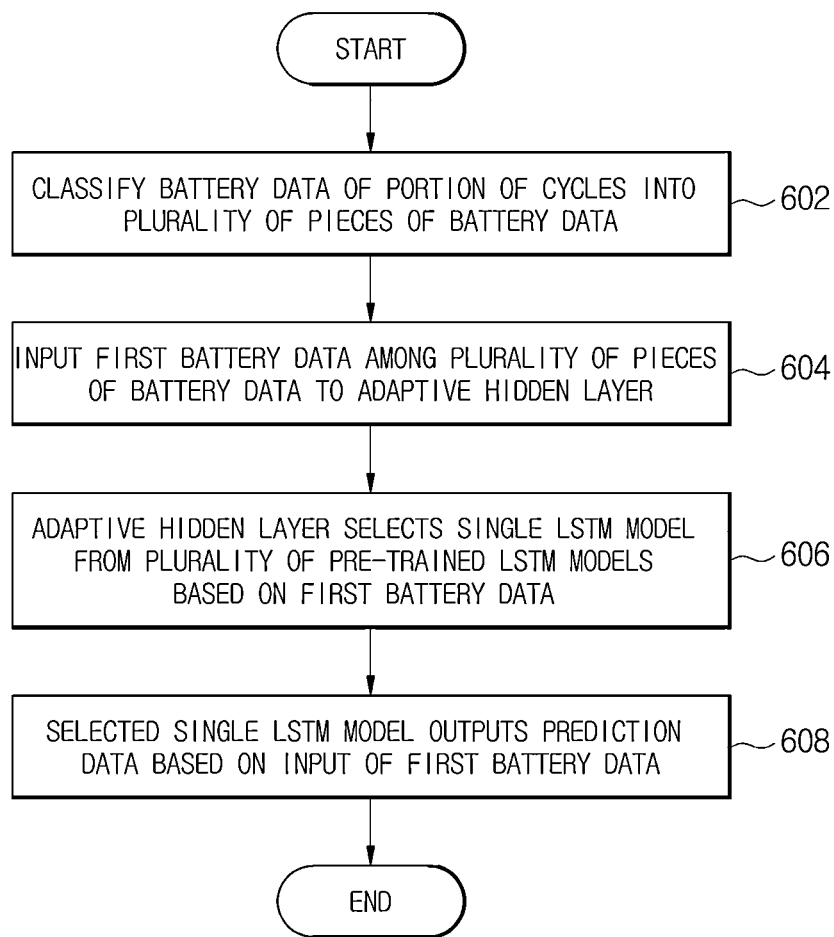 START
CLASSIFY BATTERY DATA OF PORTION OF CYCLES INTO
PLURALITY OF PIECES OF BATTERY DATA
602
INPUT FIRST BATTERY DATA AMONG PLURALITY OF PIECES
OF BATTERY DATA TO ADAPTIVE HIDDEN LAYER
604
ADAPTIVE HIDDEN LAYER SELECTS SINGLE LSTM MODEL
FROM PLURALITY OF PRE-TRAINED LSTM MODELS
BASED ON FIRST BATTERY DATA
606
SELECTED SINGLE LSTM MODEL OUTPUTS PREDICTION
DATA BASED ON INPUT OF FIRST BATTERY DATA
608
END